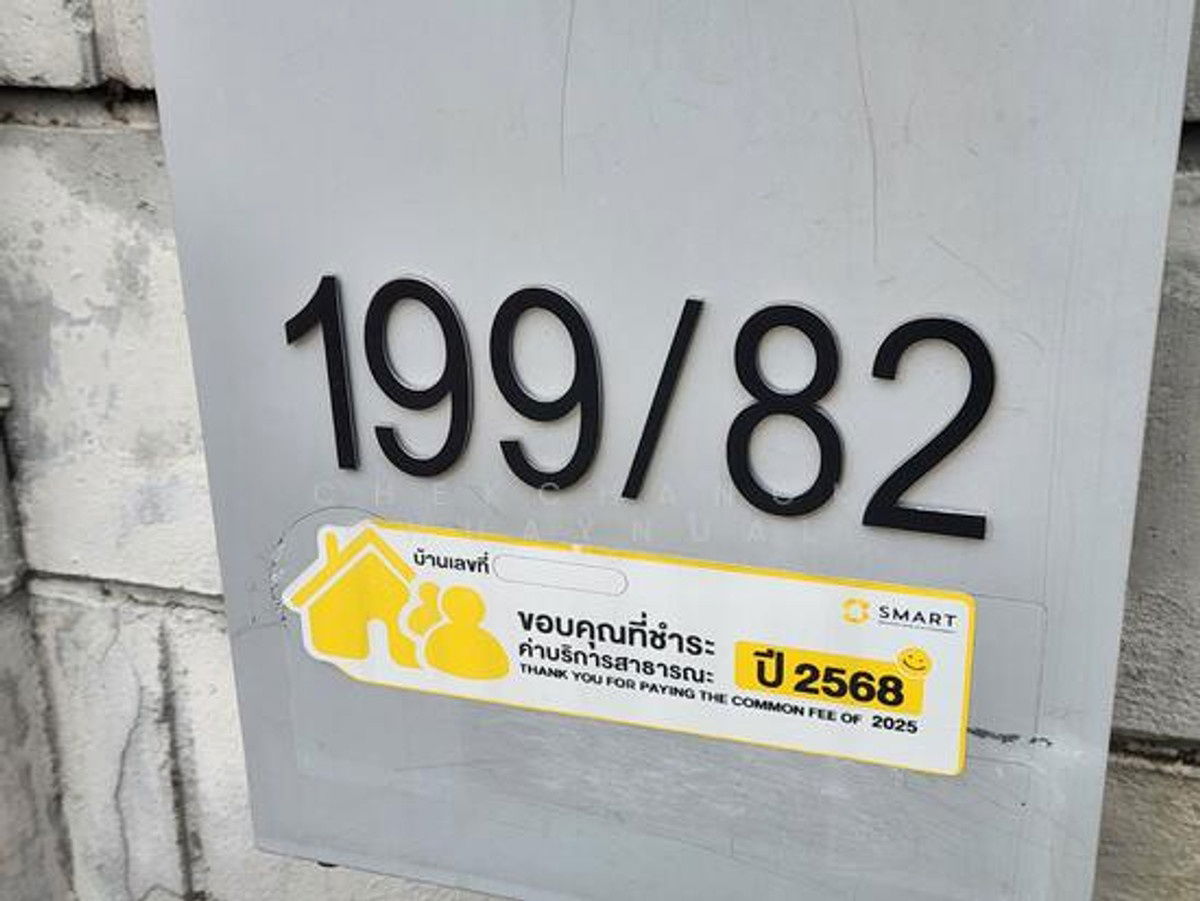 199/82
บ้านเลขที่
SMART
ขอบคุณที่ชำระ
ค่าบริการสาธารณะ
ปี 2568
THANK YOU FOR PAYING THE COMMON FEE OF 2025